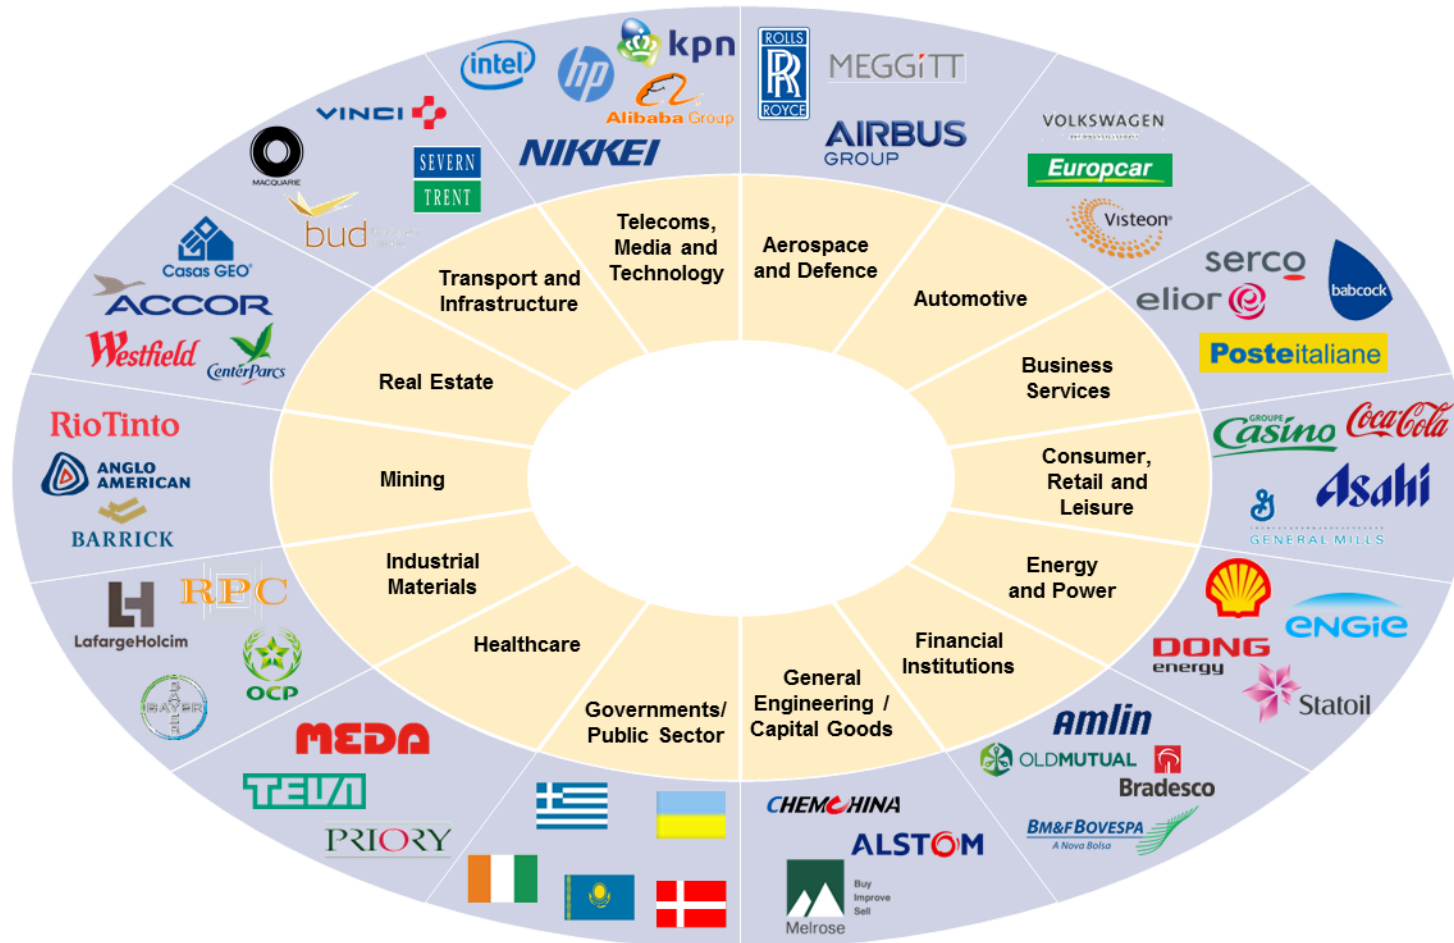 intel
hp
kpn
Alibaba Group
NIKKEI
ROLLS
RR
ROYCE
MEGGiTT
AIRBUS
GROUP
VOLKSWAGEN
Europcar
Visteon
serco
babcock
elior
Posteitaliane
GROUPE
Casino
Coca-Cola
Asahi
G
GENERAL MILLS
ENGIE
DONG
energy
Statoil
amlin
OLDMUTUAL
Bradesco
BM&FBOVESPA
A Nova Bolsa
CHEMCHINA
ALSTOM
Buy
Improve
Sell
Melrose
MEDA
TEVA
PRIORY
LH
LafargeHolcim
RPC
OCP
BAYER
BAYER
RioTinto
ANGLO
AMERICAN
BARRICK
Casas GEO
ACCOR
Westfield
CenterParcs
VINCI
MACQUARIE
SEVERN
TRENT
bud
Telecoms,
Media and
Technology
Aerospace
and Defence
Automotive
Business
Services
Consumer,
Retail and
Leisure
Energy
and Power
Financial
Institutions
General
Engineering /
Capital Goods
Governments/
Public Sector
Healthcare
Industrial
Materials
Mining
Real Estate
Transport and
Infrastructure